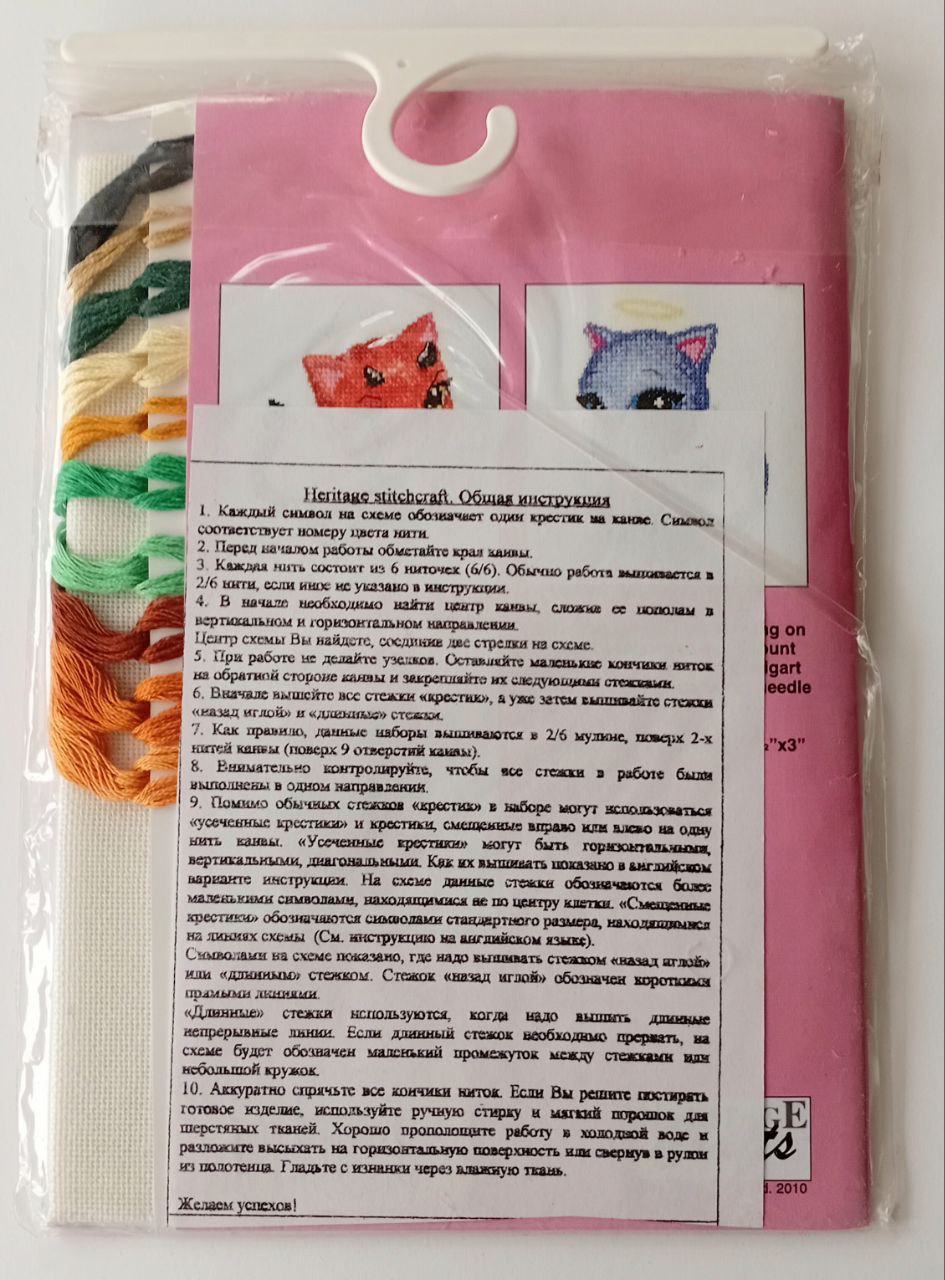 Heritage stitchcraft. Общая инструкция
1. Каждый символ на схеме обозначает один крестик на канве. Символ
соответствует номеру цвета нити.
2. Перед началом работы обметайте края канвы.
3. Каждая нить состоит из 6 ниточек (6/6). Обычно работа вышивается в
2/6 нити, если иное не указано в инструкции.
4. В начале необходимо найти центр канвы, сложив ее пополам в
вертикальном и горизонтальном направлении.
Центр схемы Вы найдете, соединив две стрелки на схеме.
5. При работе не делайте узелков. Оставляйте маленькие кончики ниток
на обратной стороне канвы и закрепляйте их следующими стежками.
6. Вначале вышейте все стежки «крестик», а уже затем вышивайте стежки
«назад иглой» и «длинные» стежки.
7. Как правило, данные наборы вышиваются в 2/6 мулине, поверх 2-х
нитей канвы (поверх 9 отверстий канвы).
8. Внимательно контролируйте, чтобы все стежки в работе были
выполнены в одном направлении.
9. Помимо обычных стежков «крестик» в наборе могут использоваться
«усеченные крестики» и крестики, смещенные вправо или влево на одну
нить канвы. «Усеченные крестики» могут быть горизонтальными,
вертикальными, диагональными. Как их вышивать показано в английском
варианте инструкции. На схеме данные стежки обозначаются более
маленькими символами, находящимися не по центру клетки. «Смещенные
крестики» обозначаются символами стандартного размера, находящимися
на линиях схемы (См. инструкцию на английском языке).
Символами на схеме показано, где надо вышивать стежком «назад иглой»
или «длинным» стежком. Стежок «назад иглой» обозначен короткими
прямыми линиями.
«Длинные» стежки используются, когда надо вышить длинные
непрерывные линии. Если длинный стежок необходимо прервать, на
схеме будет обозначен маленький промежуток между стежками или
небольшой кружок.
10. Аккуратно спрячьте все кончики ниток. Если Вы решите постирать
готовое изделие, используйте ручную стирку и мягкий порошок для
шерстяных тканей. Хорошо прополощите работу в холодной воде и
разложите высыхать на горизонтальную поверхность или свернув в рулон
из полотенца. Гладьте с изнанки через влажную ткань.
Желаем успехов!
ng on
ount
lgart
eedle
"x3"
GE
ts
d. 2010